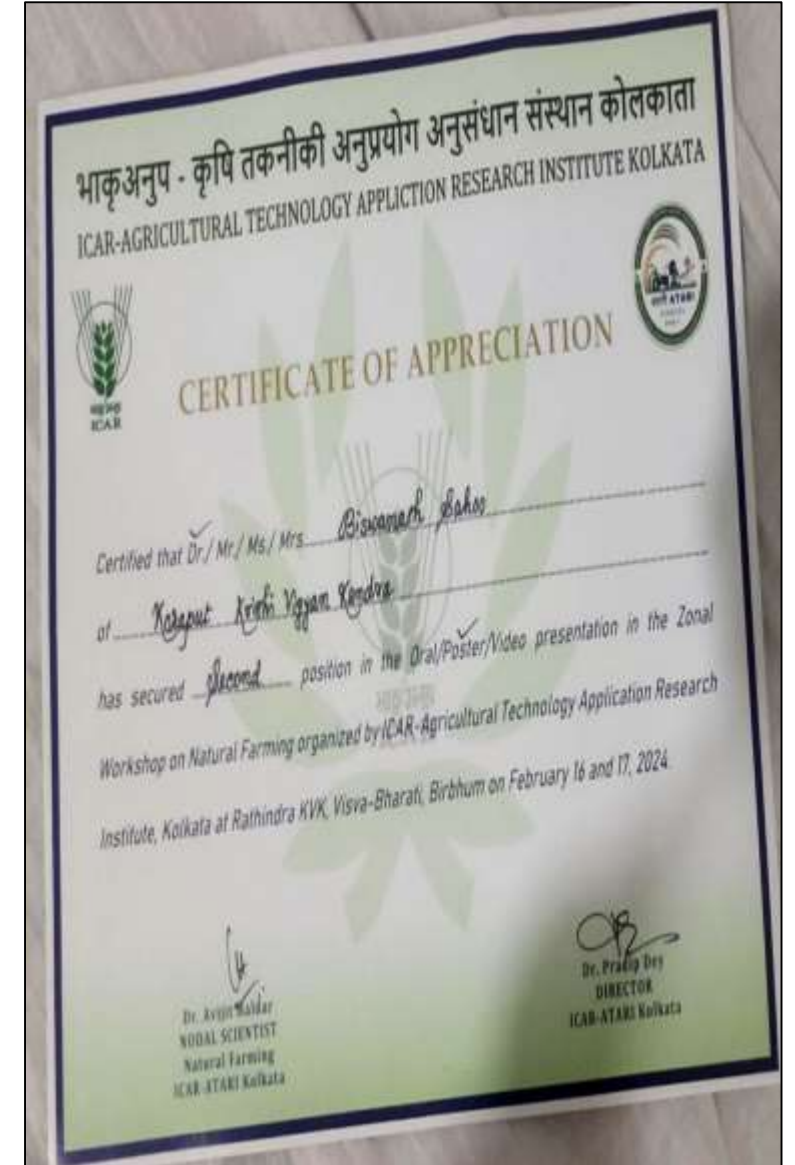 भाकृअनुप - कृषि तकनीकी अनुप्रयोग अनुसंधान संस्थान कोलकाता
ICAR-AGRICULTURAL TECHNOLOGY APPLICTION RESEARCH INSTITUTE KOLKATA
भाकृअनुप
ICAR
ATARI
CERTIFICATE OF APPRECIATION
Certified that Dr./ Mr./ Ms./ Mrs. Biswanath Sahoo
of Koraput Krishi Vigyan Kendra
has secured Second position in the Oral/Poster/Video presentation in the Zonal
Workshop on Natural Farming organized by ICAR-Agricultural Technology Application Research
Institute, Kolkata at Rathindra KVK, Visva-Bharati, Birbhum on February 16 and 17, 2024.
Dr. Avijit Haldar
NODAL SCIENTIST
Natural Farming
ICAR-ATARI Kolkata
Dr. Pradip Dey
DIRECTOR
ICAR-ATARI Kolkata